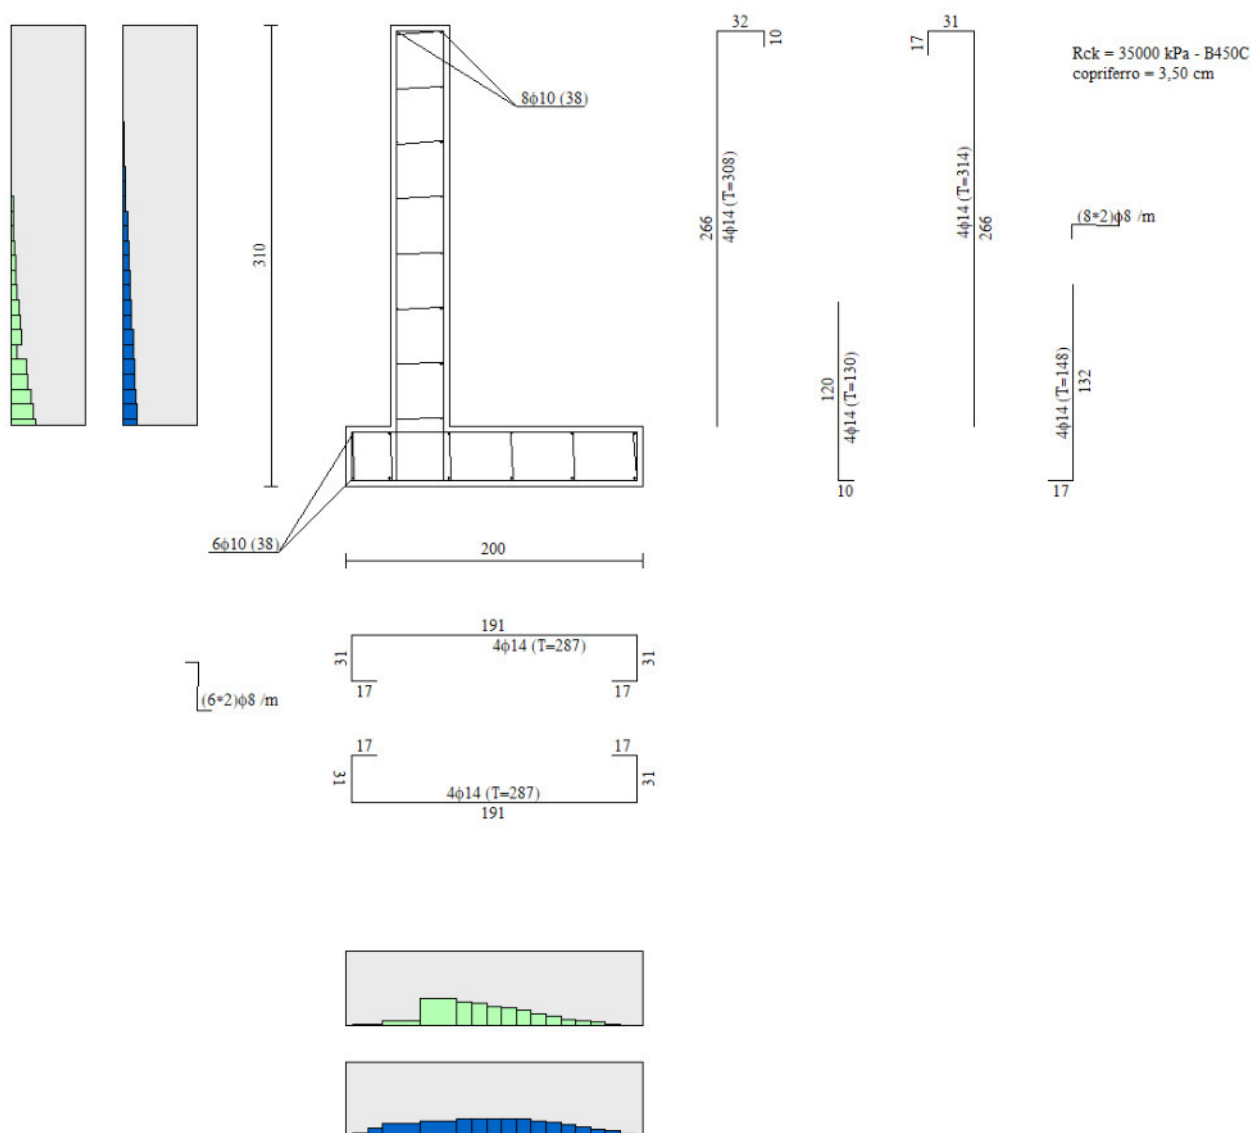 32
10
31
17
Rck = 35000 kPa - B450C
copriferro = 3,50 cm
8ϕ10 (38)
310
266
4ϕ14 (T=308)
4ϕ14 (T=314)
266
(8*2)ϕ8 /m
120
4ϕ14 (T=130)
10
4ϕ14 (T=148)
132
17
6ϕ10 (38)
200
191
4ϕ14 (T=287)
31
31
17
17
(6*2)ϕ8 /m
17
17
31
31
4ϕ14 (T=287)
191